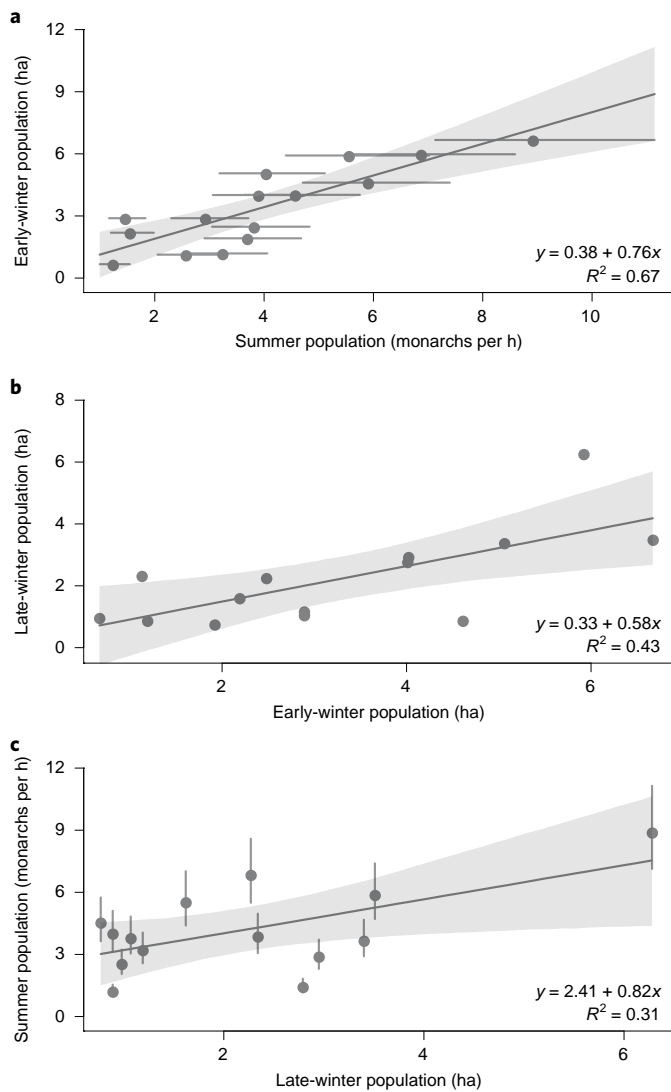 a
12
9
6
3
0
Early-winter population (ha)
y = 0.38 + 0.76x
R² = 0.67
2 4 6 8 10
Summer population (monarchs per h)
b
8
6
4
2
0
Late-winter population (ha)
y = 0.33 + 0.58x
R² = 0.43
2 4 6
Early-winter population (ha)
c
12
9
6
3
0
Summer population (monarchs per h)
y = 2.41 + 0.82x
R² = 0.31
2 4 6
Late-winter population (ha)